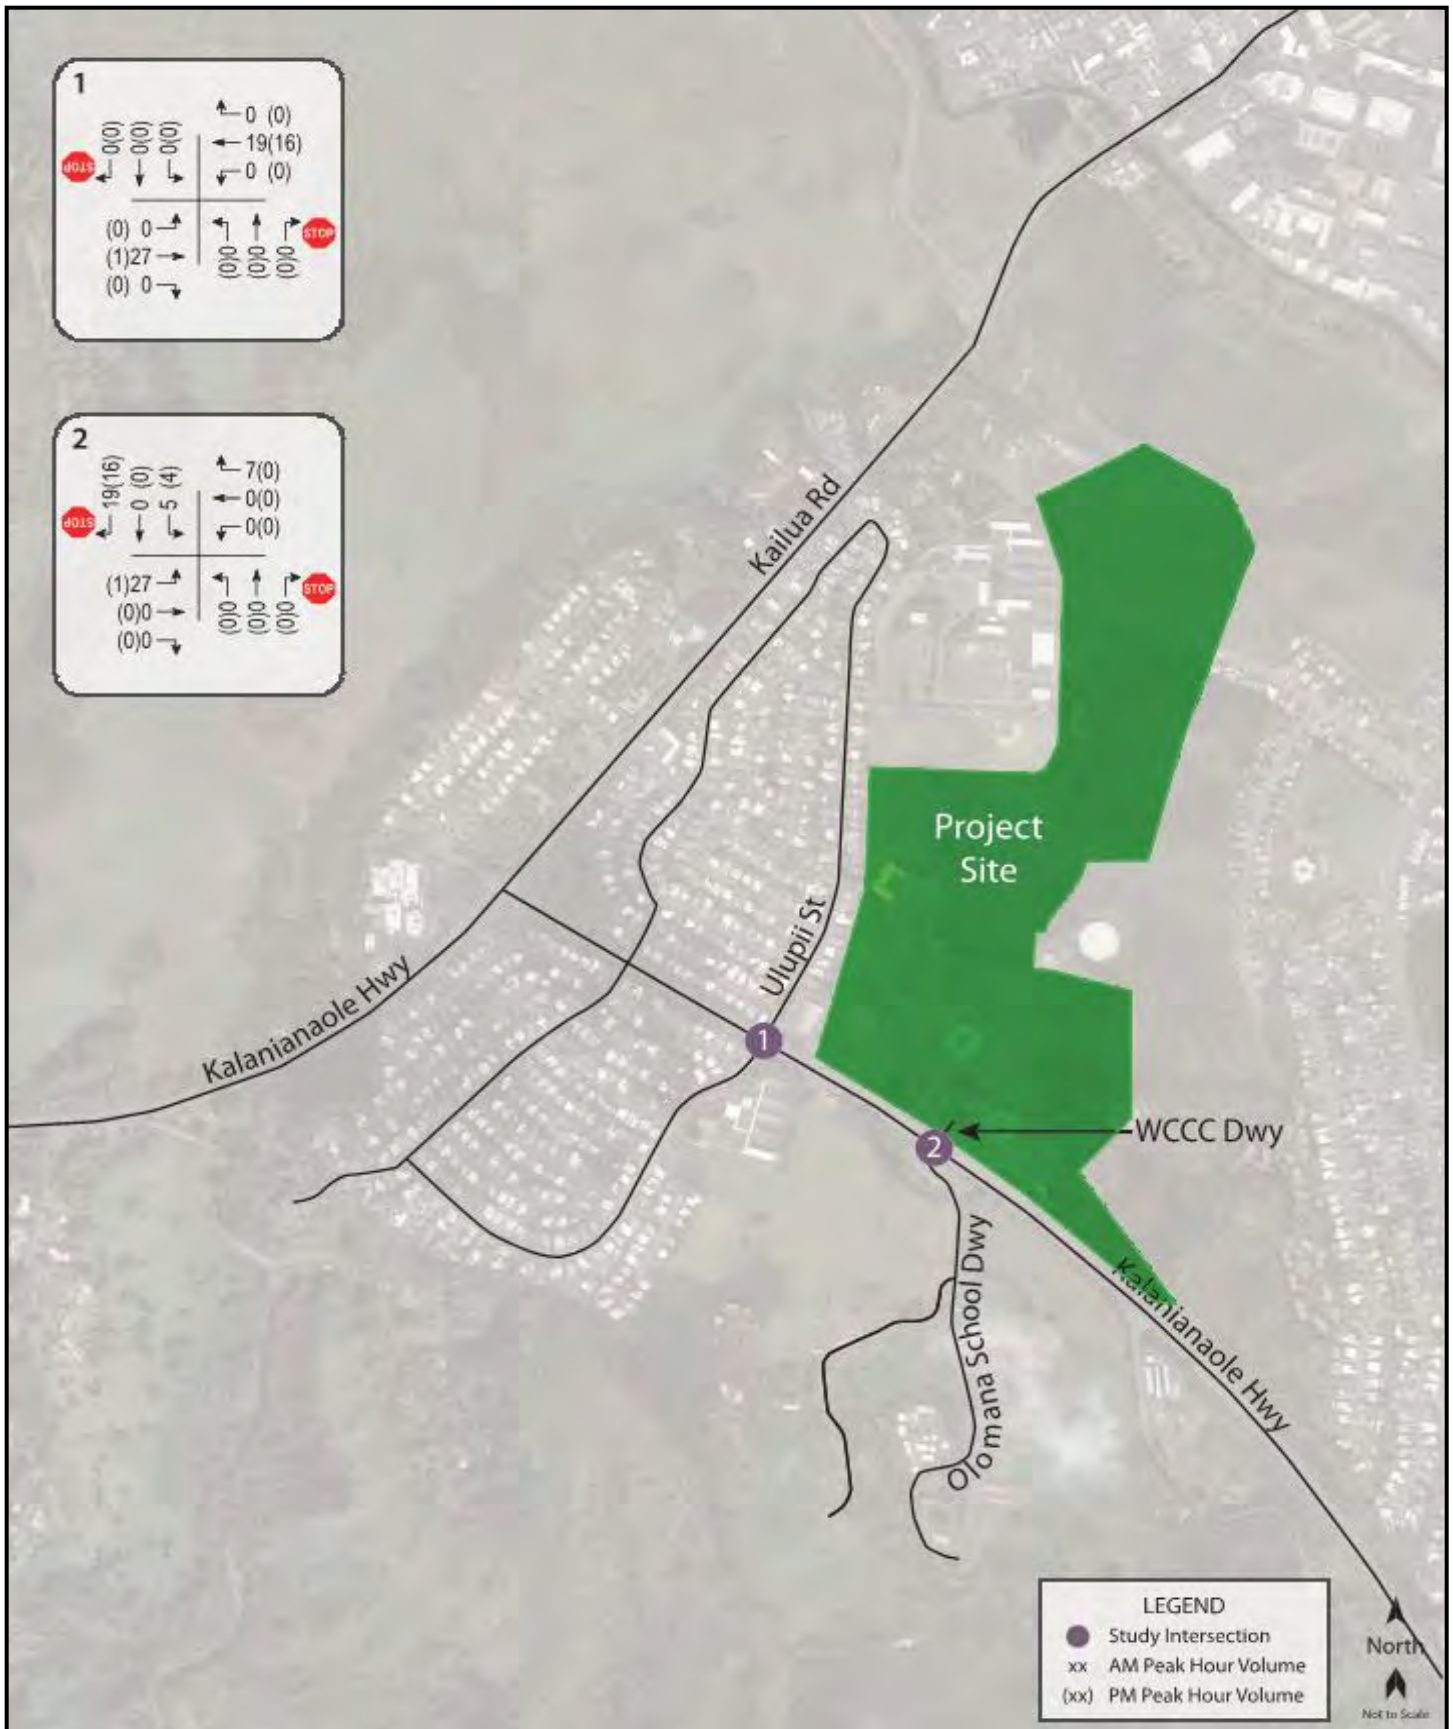 1
0(0) 0(0) 0(0)
0 (0)
19(16)
0 (0)
STOP
(0) 0
(1)27
(0) 0
(0)0 (0)0 (0)0
STOP
2
19(16) 0 (0) 5 (4)
7(0)
0(0)
0(0)
STOP
(1)27
(0)0
(0)0
(0)0 (0)0 (0)0
STOP
Kailua Rd
Project
Site
Ulupii St
Kalanianaole Hwy
1
2
WCCC Dwy
Olomana School Dwy
Kalanianaole Hwy
LEGEND
Study Intersection
xx AM Peak Hour Volume
(xx) PM Peak Hour Volume
North
Not to Scale